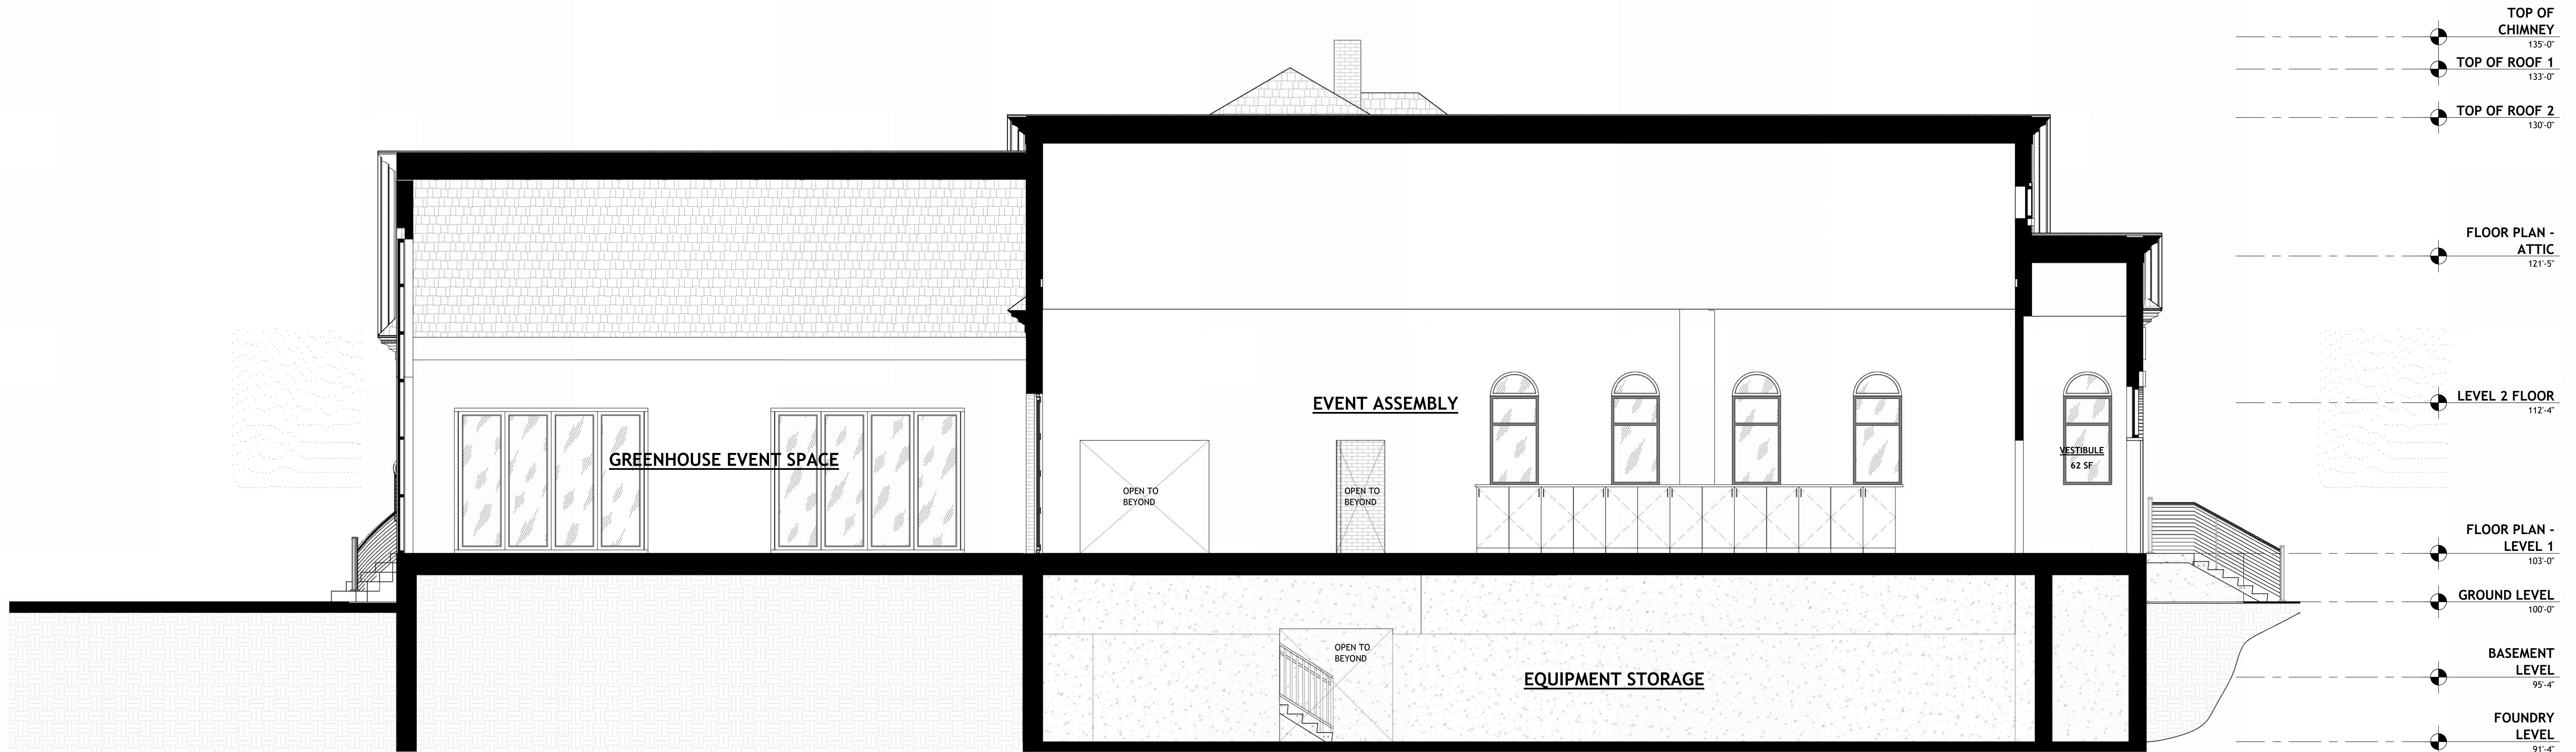 TOP OF
CHIMNEY
135'-0"
TOP OF ROOF 1
133'-0"
TOP OF ROOF 2
130'-0"
FLOOR PLAN -
ATTIC
121'-5"
LEVEL 2 FLOOR
112'-4"
EVENT ASSEMBLY
GREENHOUSE EVENT SPACE
VESTIBULE
62 SF
OPEN TO
BEYOND
OPEN TO
BEYOND
FLOOR PLAN -
LEVEL 1
103'-0"
GROUND LEVEL
100'-0"
OPEN TO
BEYOND
EQUIPMENT STORAGE
BASEMENT
LEVEL
95'-4"
FOUNDRY
LEVEL
91'-4"